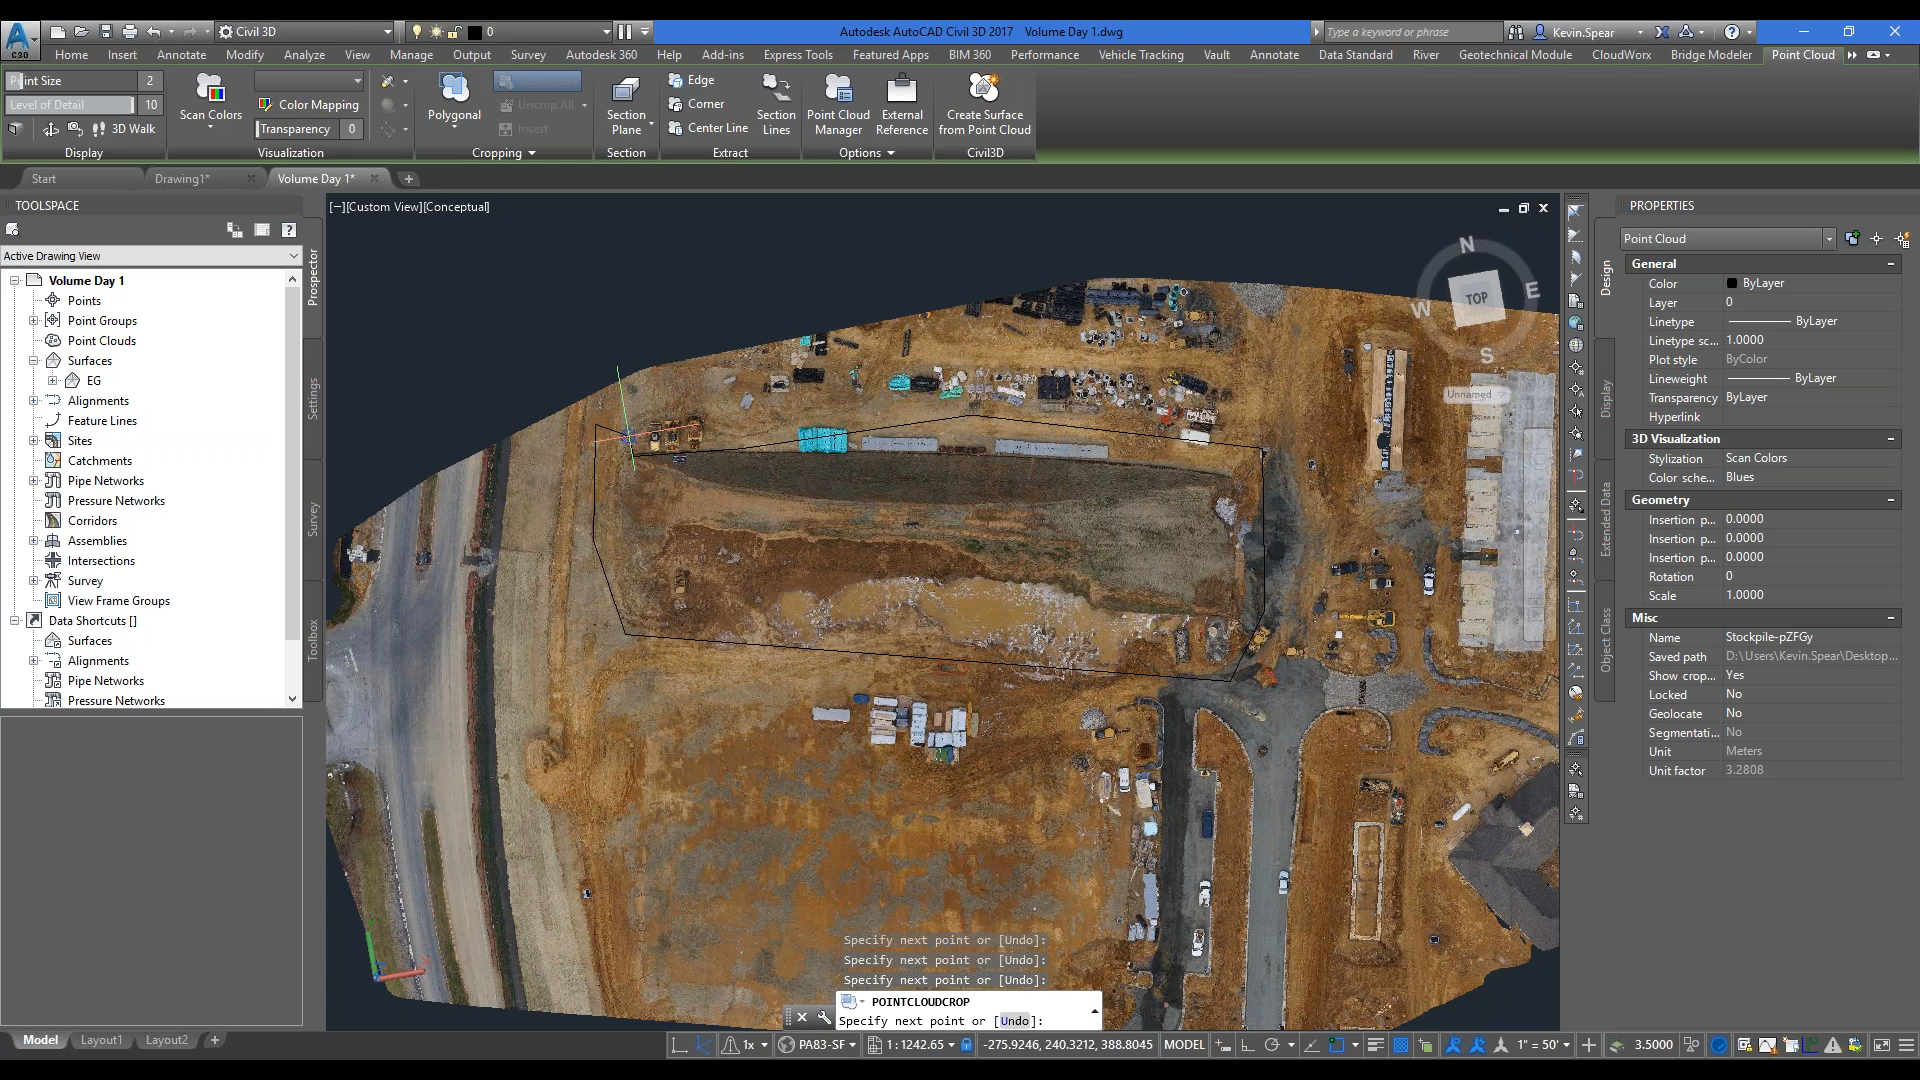 C3D
Civil 3D
0
Autodesk AutoCAD Civil 3D 2017 Volume Day 1.dwg
Type a keyword or phrase
Kevin.Spear
Home Insert Annotate Modify Analyze View Manage Output Survey Autodesk 360 Help Add-ins Express Tools Featured Apps BIM 360 Performance Vehicle Tracking Vault Annotate Data Standard River Geotechnical Module CloudWorx Bridge Modeler Point Cloud
Point Size 2
Level of Detail 10
3D Walk
Display
Scan Colors
Color Mapping
Transparency 0
Visualization
Polygonal
Uncrop All
Invert
Cropping
Section Plane
Section
Edge
Corner
Center Line
Section Lines
Extract
Point Cloud Manager
External Reference
Options
Create Surface from Point Cloud
Civil3D
Start
Drawing1*
Volume Day 1*
TOOLSPACE
Active Drawing View
Volume Day 1
Points
Point Groups
Point Clouds
Surfaces
EG
Alignments
Feature Lines
Sites
Catchments
Pipe Networks
Pressure Networks
Corridors
Assemblies
Intersections
Survey
View Frame Groups
Data Shortcuts []
Surfaces
Alignments
Pipe Networks
Pressure Networks
Prospector
Settings
Survey
Toolbox
[−][Custom View][Conceptual]
N
W
TOP
E
S
Unnamed
Specify next point or [Undo]:
Specify next point or [Undo]:
Specify next point or [Undo]:
POINTCLOUDCROP
Specify next point or [Undo]:
PROPERTIES
Point Cloud
Design
Display
Extended Data
Object Class
General
Color ByLayer
Layer 0
Linetype ByLayer
Linetype sc... 1.0000
Plot style ByColor
Lineweight ByLayer
Transparency ByLayer
Hyperlink
3D Visualization
Stylization Scan Colors
Color sche... Blues
Geometry
Insertion p... 0.0000
Insertion p... 0.0000
Insertion p... 0.0000
Rotation 0
Scale 1.0000
Misc
Name Stockpile-pZFGy
Saved path D:\Users\Kevin.Spear\Desktop...
Show crop... Yes
Locked No
Geolocate No
Segmentati... No
Unit Meters
Unit factor 3.2808
Model Layout1 Layout2
1x
PA83-SF
1 : 1242.65
-275.9246, 240.3212, 388.8045
MODEL
1" = 50'
3.5000